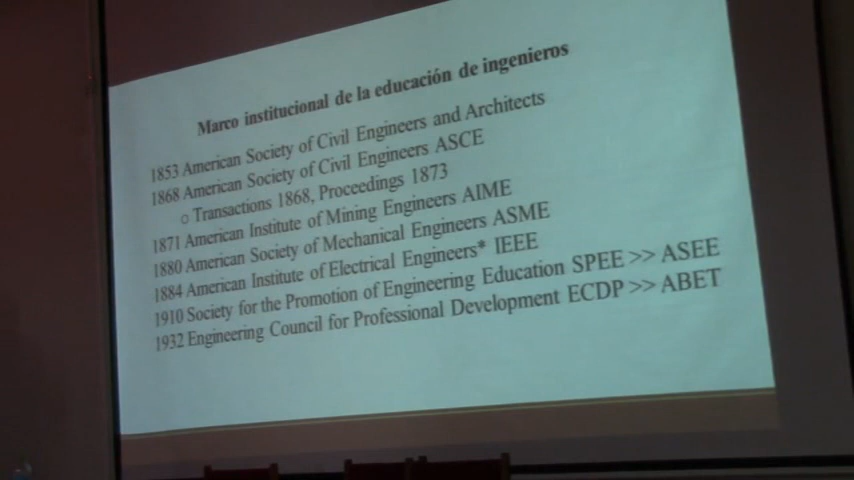 Marco institucional de la educación de ingenieros
1853 American Society of Civil Engineers and Architects
1868 American Society of Civil Engineers ASCE
o Transactions 1868, Proceedings 1873
1871 American Institute of Mining Engineers AIME
1880 American Society of Mechanical Engineers ASME
1884 American Institute of Electrical Engineers* IEEE
1910 Society for the Promotion of Engineering Education SPEE >> ASEE
1932 Engineering Council for Professional Development ECDP >> ABET